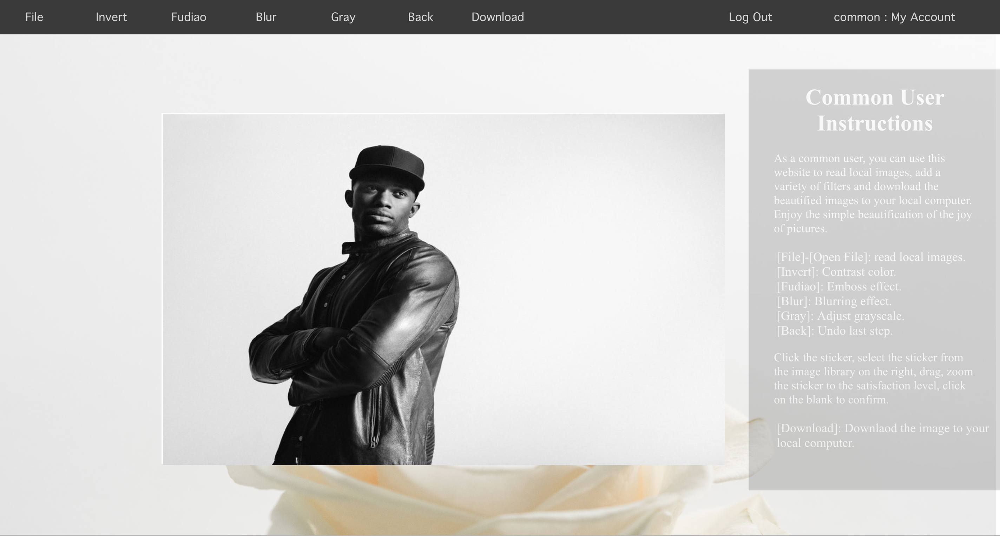 File Invert Fudiao Blur Gray Back Download Log Out common : My Account
Common User
Instructions
As a common user, you can use this
website to read local images, add a
variety of filters and download the
beautified images to your local computer.
Enjoy the simple beautification of the joy
of pictures.
[File]-[Open File]: read local images.
[Invert]: Contrast color.
[Fudiao]: Emboss effect.
[Blur]: Blurring effect.
[Gray]: Adjust grayscale.
[Back]: Undo last step.
Click the sticker, select the sticker from
the image library on the right, drag, zoom
the sticker to the satisfaction level, click
on the blank to confirm.
[Download]: Downlaod the image to your
local computer.